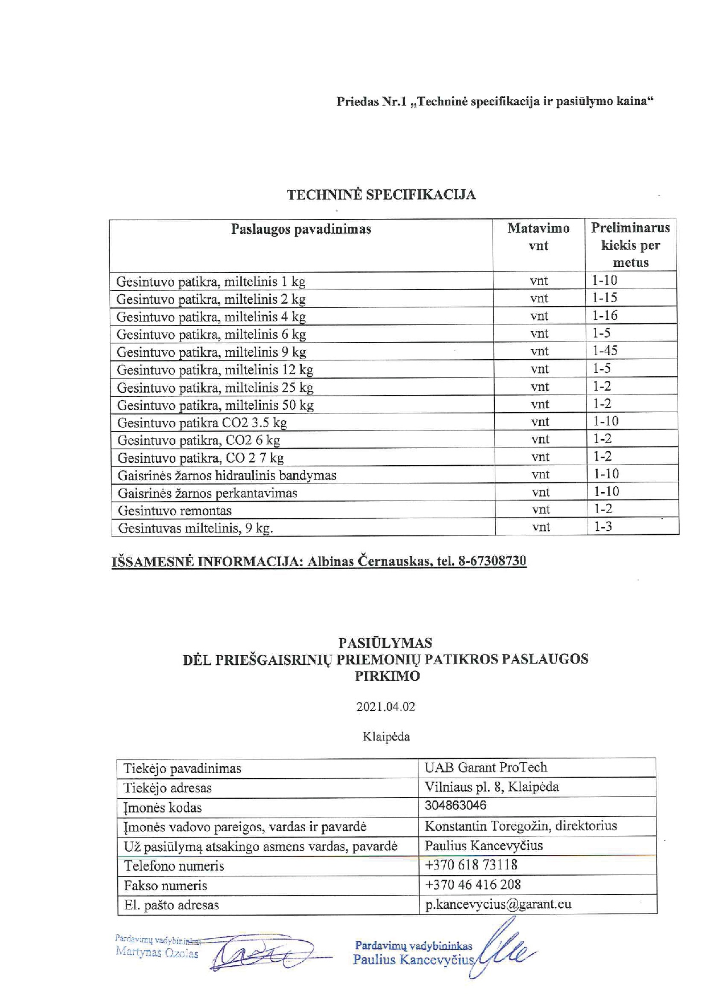 Priedas Nr.1 „Techninė specifikacija ir pasiūlymo kaina“
TECHNINĖ SPECIFIKACIJA
Paslaugos pavadinimas Matavimo vnt Preliminarus kiekis per metus
Gesintuvo patikra, miltelinis 1 kg vnt 1-10
Gesintuvo patikra, miltelinis 2 kg vnt 1-15
Gesintuvo patikra, miltelinis 4 kg vnt 1-16
Gesintuvo patikra, miltelinis 6 kg vnt 1-5
Gesintuvo patikra, miltelinis 9 kg vnt 1-45
Gesintuvo patikra, miltelinis 12 kg vnt 1-5
Gesintuvo patikra, miltelinis 25 kg vnt 1-2
Gesintuvo patikra, miltelinis 50 kg vnt 1-2
Gesintuvo patikra CO2 3.5 kg vnt 1-10
Gesintuvo patikra, CO2 6 kg vnt 1-2
Gesintuvo patikra, CO 2 7 kg vnt 1-2
Gaisrinės žarnos hidraulinis bandymas vnt 1-10
Gaisrinės žarnos perkantavimas vnt 1-10
Gesintuvo remontas vnt 1-2
Gesintuvas miltelinis, 9 kg. vnt 1-3
IŠSAMESNĖ INFORMACIJA: Albinas Černauskas, tel. 8-67308730
PASIŪLYMAS
DĖL PRIEŠGAISRINIŲ PRIEMONIŲ PATIKROS PASLAUGOS
PIRKIMO
2021.04.02
Klaipėda
Tiekėjo pavadinimas UAB Garant ProTech
Tiekėjo adresas Vilniaus pl. 8, Klaipėda
Įmonės kodas 304863046
Įmonės vadovo pareigos, vardas ir pavardė Konstantin Toregožin, direktorius
Už pasiūlymą atsakingo asmens vardas, pavardė Paulius Kancevyčius
Telefono numeris +370 618 73118
Fakso numeris +370 46 416 208
El. pašto adresas p.kancevycius@garant.eu
Pardavimų vadybininkas
Martynas Ozolas
Pardavimų vadybininkas
Paulius Kancevyčius